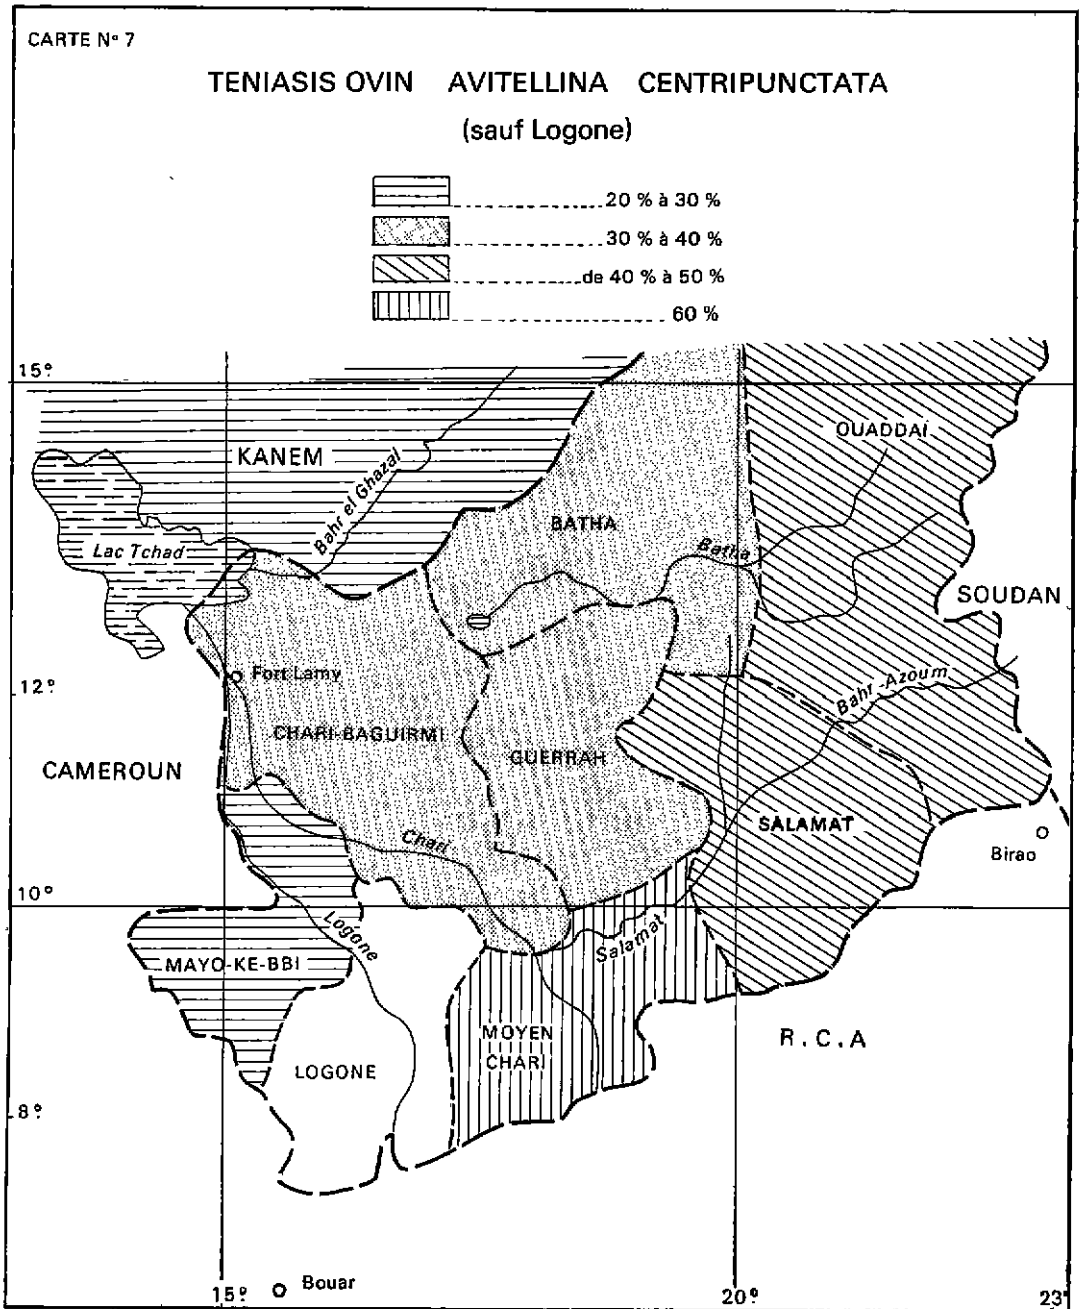 CARTE N° 7
TENIASIS OVIN AVITELLINA CENTRIPUNCTATA
(sauf Logone)
20 % à 30 %
30 % à 40 %
de 40 % à 50 %
60 %
15°
KANEM
Bahr el Ghazal
OUADDAÏ
BATHA
Lac Tchad
Batha
SOUDAN
12°
Fort Lamy
Bahr-Azoum
CHARI-BAGUIRMI
GUERRAH
CAMEROUN
SALAMAT
Chari
Birao
10°
Logone
Salamat
MAYO-KE-BBI
MOYEN
CHARI
R.C.A
LOGONE
8°
Bouar
15°
20°
23°